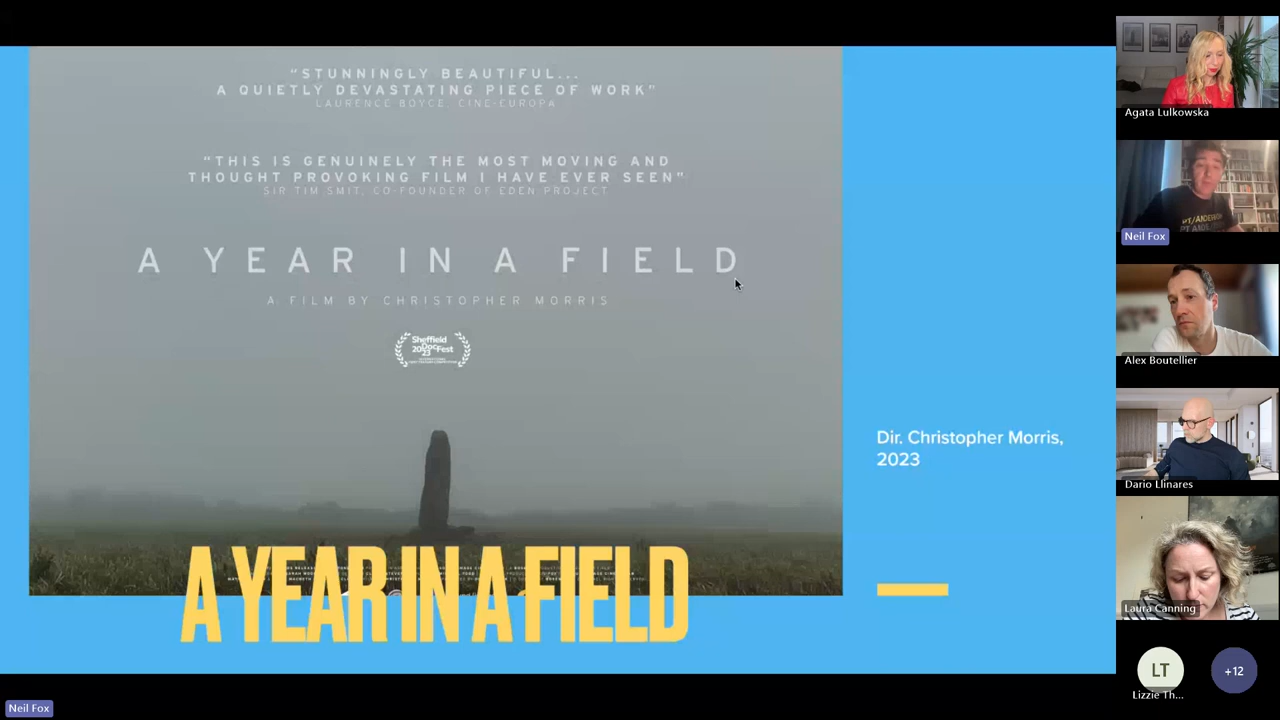 “STUNNINGLY BEAUTIFUL...
A QUIETLY DEVASTATING PIECE OF WORK”
LAURENCE BOYCE, CINE-EUROPA
“THIS IS GENUINELY THE MOST MOVING AND
THOUGHT PROVOKING FILM I HAVE EVER SEEN”
SIR TIM SMIT, CO-FOUNDER OF EDEN PROJECT
A YEAR IN A FIELD
A FILM BY CHRISTOPHER MORRIS
Sheffield
DocFest
2023
A YEAR IN A FIELD
Dir. Christopher Morris,
2023
Agata Lulkowska
Neil Fox
Alex Boutellier
Dario Llinares
Laura Canning
LT
Lizzie Th...
+12
Neil Fox